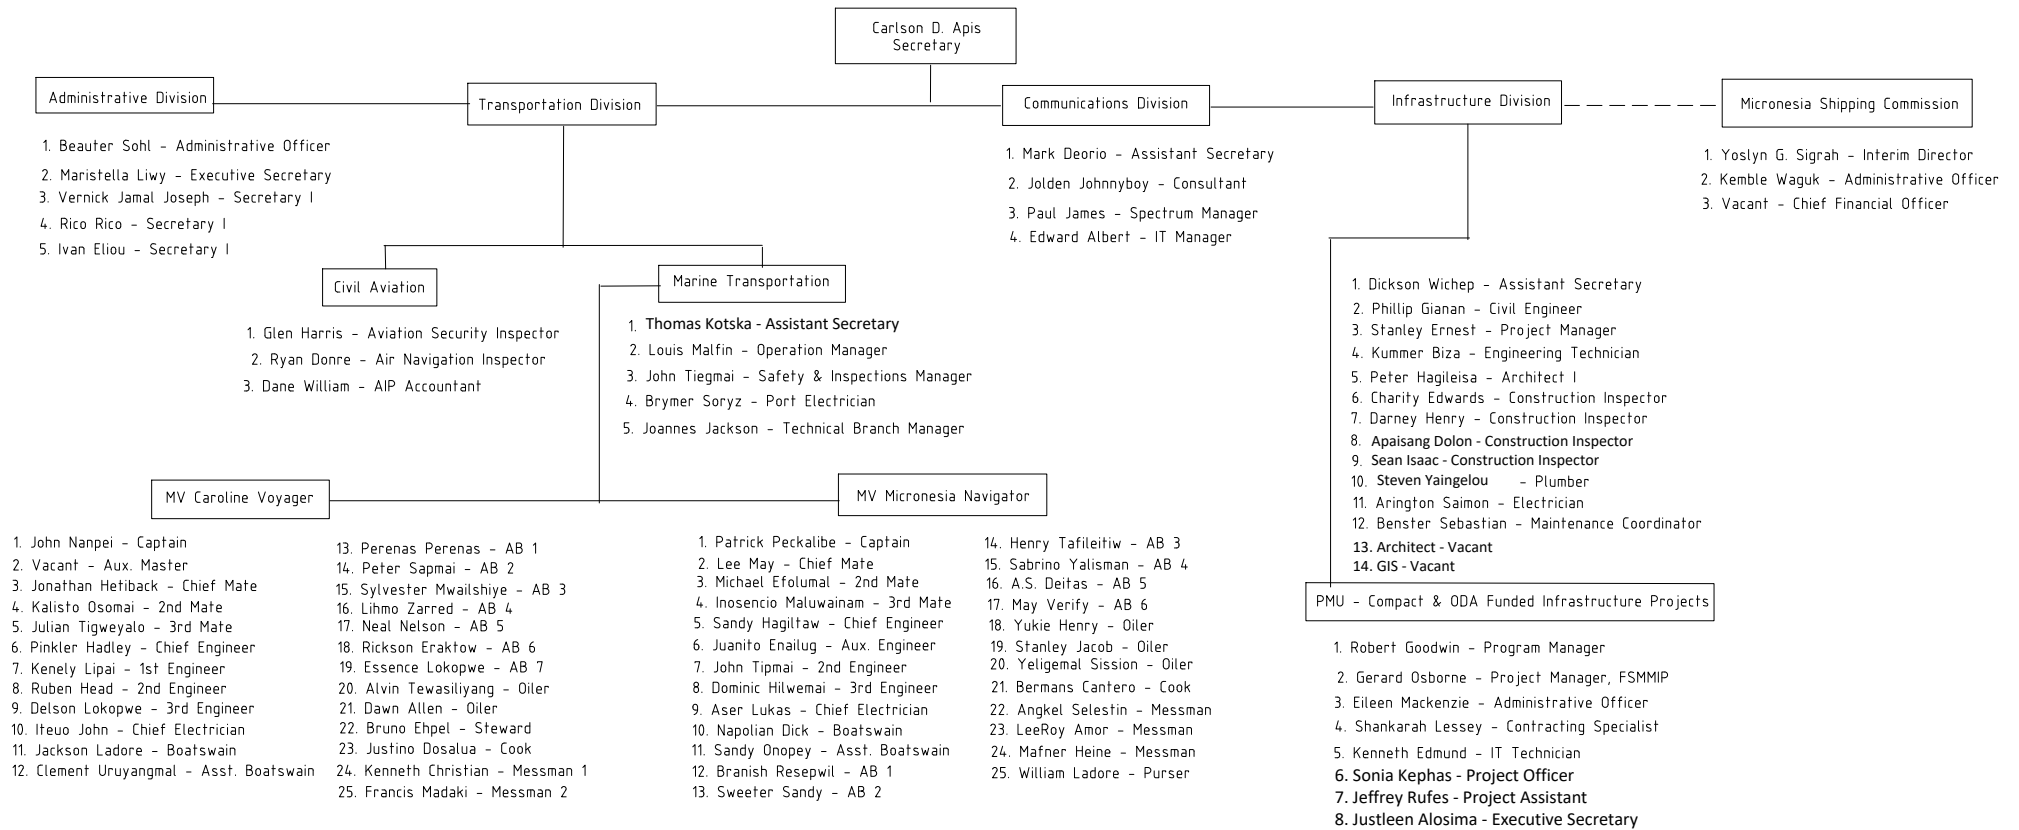 Carlson D. Apis
Secretary
Administrative Division
1. Beauter Sohl - Administrative Officer
2. Maristella Liwy - Executive Secretary
3. Vernick Jamal Joseph - Secretary I
4. Rico Rico - Secretary I
5. Ivan Eliou - Secretary I
Transportation Division
Civil Aviation
1. Glen Harris - Aviation Security Inspector
2. Ryan Donre - Air Navigation Inspector
3. Dane William - AIP Accountant
Marine Transportation
1. Thomas Kotska - Assistant Secretary
2. Louis Malfin - Operation Manager
3. John Tiegmai - Safety & Inspections Manager
4. Brymer Soryz - Port Electrician
5. Joannes Jackson - Technical Branch Manager
MV Caroline Voyager
1. John Nanpei - Captain
2. Vacant - Aux. Master
3. Jonathan Hetiback - Chief Mate
4. Kalisto Osomai - 2nd Mate
5. Julian Tigweyalo - 3rd Mate
6. Pinkler Hadley - Chief Engineer
7. Kenely Lipai - 1st Engineer
8. Ruben Head - 2nd Engineer
9. Delson Lokopwe - 3rd Engineer
10. Iteuo John - Chief Electrician
11. Jackson Ladore - Boatswain
12. Clement Uruyangmal - Asst. Boatswain
13. Perenas Perenas - AB 1
14. Peter Sapmai - AB 2
15. Sylvester Mwailshiye - AB 3
16. Lihmo Zarred - AB 4
17. Neal Nelson - AB 5
18. Rickson Eraktow - AB 6
19. Essence Lokopwe - AB 7
20. Alvin Tewasiliyang - Oiler
21. Dawn Allen - Oiler
22. Bruno Ehpel - Steward
23. Justino Dosalua - Cook
24. Kenneth Christian - Messman 1
25. Francis Madaki - Messman 2
MV Micronesia Navigator
1. Patrick Peckalibe - Captain
2. Lee May - Chief Mate
3. Michael Efolumal - 2nd Mate
4. Inosencio Maluwainam - 3rd Mate
5. Sandy Hagiltaw - Chief Engineer
6. Juanito Enailug - Aux. Engineer
7. John Tipmai - 2nd Engineer
8. Dominic Hilwemai - 3rd Engineer
9. Aser Lukas - Chief Electrician
10. Napolian Dick - Boatswain
11. Sandy Onopey - Asst. Boatswain
12. Branish Resepwil - AB 1
13. Sweeter Sandy - AB 2
14. Henry Tafileitiw - AB 3
15. Sabrino Yalisman - AB 4
16. A.S. Deitas - AB 5
17. May Verify - AB 6
18. Yukie Henry - Oiler
19. Stanley Jacob - Oiler
20. Yeligemal Sission - Oiler
21. Bermans Cantero - Cook
22. Angkel Selestin - Messman
23. LeeRoy Amor - Messman
24. Mafner Heine - Messman
25. William Ladore - Purser
Communications Division
1. Mark Deorio - Assistant Secretary
2. Jolden Johnnyboy - Consultant
3. Paul James - Spectrum Manager
4. Edward Albert - IT Manager
Infrastructure Division
1. Dickson Wichep - Assistant Secretary
2. Phillip Gianan - Civil Engineer
3. Stanley Ernest - Project Manager
4. Kummer Biza - Engineering Technician
5. Peter Hagileisa - Architect I
6. Charity Edwards - Construction Inspector
7. Darney Henry - Construction Inspector
8. Apaisang Dolon - Construction Inspector
9. Sean Isaac - Construction Inspector
10. Steven Yaingelou - Plumber
11. Arington Saimon - Electrician
12. Benster Sebastian - Maintenance Coordinator
13. Architect - Vacant
14. GIS - Vacant
PMU - Compact & ODA Funded Infrastructure Projects
1. Robert Goodwin - Program Manager
2. Gerard Osborne - Project Manager, FSMMIP
3. Eileen Mackenzie - Administrative Officer
4. Shankarah Lessey - Contracting Specialist
5. Kenneth Edmund - IT Technician
6. Sonia Kephas - Project Officer
7. Jeffrey Rufes - Project Assistant
8. Justleen Alosima - Executive Secretary
Micronesia Shipping Commission
1. Yoslyn G. Sigrah - Interim Director
2. Kemble Waguk - Administrative Officer
3. Vacant - Chief Financial Officer